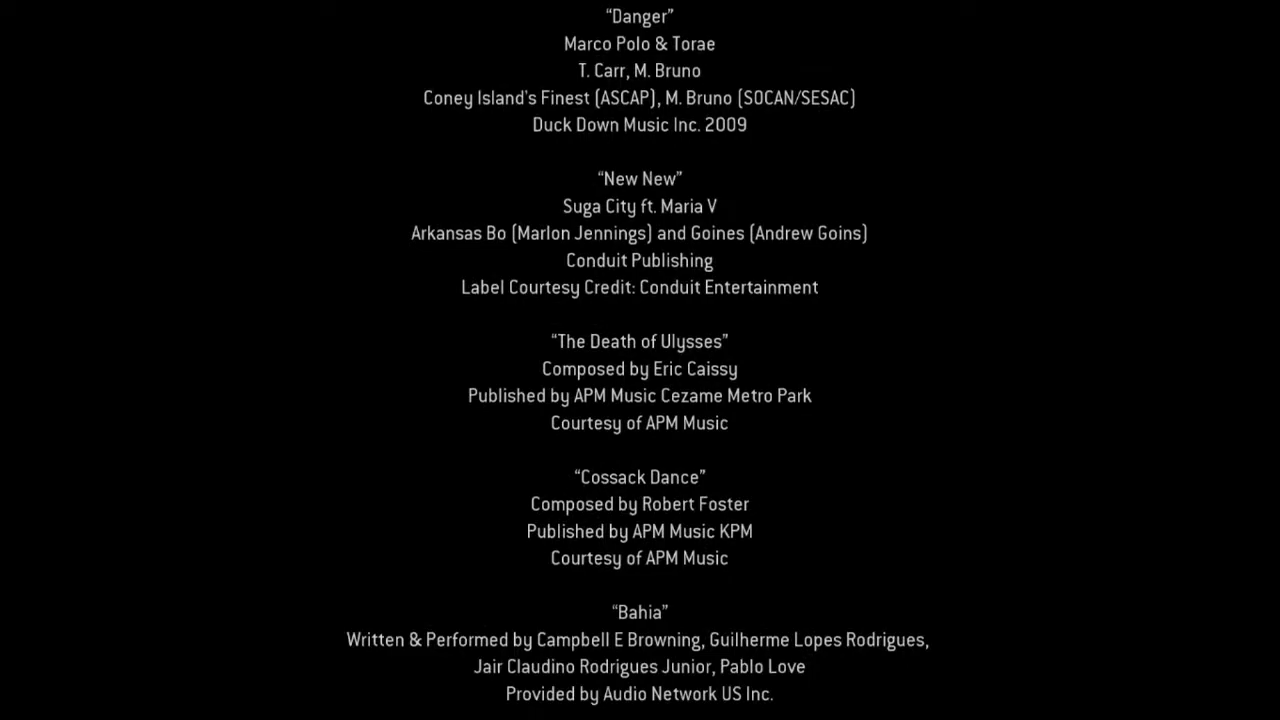 “Danger”
Marco Polo & Torae
T. Carr, M. Bruno
Coney Island’s Finest (ASCAP), M. Bruno (SOCAN/SESAC)
Duck Down Music Inc. 2009
“New New”
Suga City ft. Maria V
Arkansas Bo (Marlon Jennings) and Goines (Andrew Goins)
Conduit Publishing
Label Courtesy Credit: Conduit Entertainment
“The Death of Ulysses”
Composed by Eric Caissy
Published by APM Music Cezame Metro Park
Courtesy of APM Music
“Cossack Dance”
Composed by Robert Foster
Published by APM Music KPM
Courtesy of APM Music
“Bahia”
Written & Performed by Campbell E Browning, Guilherme Lopes Rodrigues,
Jair Claudino Rodrigues Junior, Pablo Love
Provided by Audio Network US Inc.